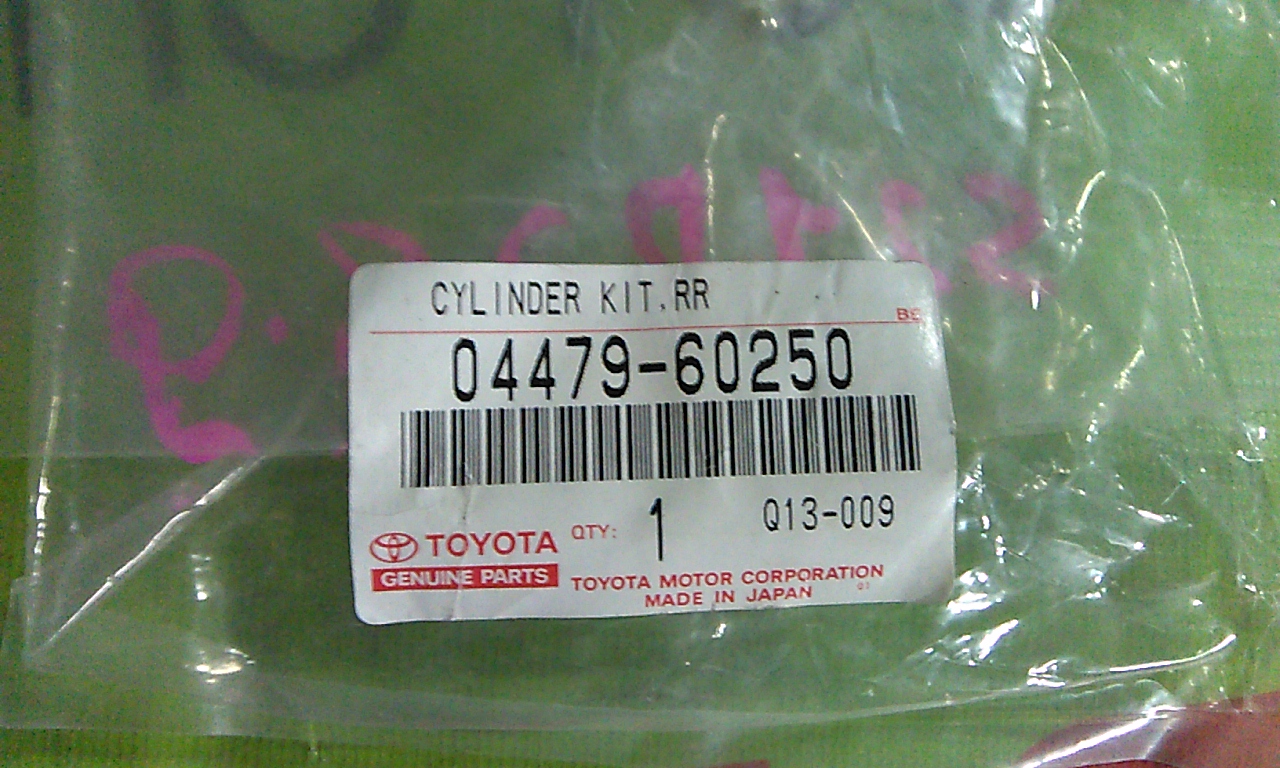 CYLINDER KIT, RR
04479-60250
1 Q13-009
TOYOTA QTY:
GENUINE PARTS
TOYOTA MOTOR CORPORATION
MADE IN JAPAN